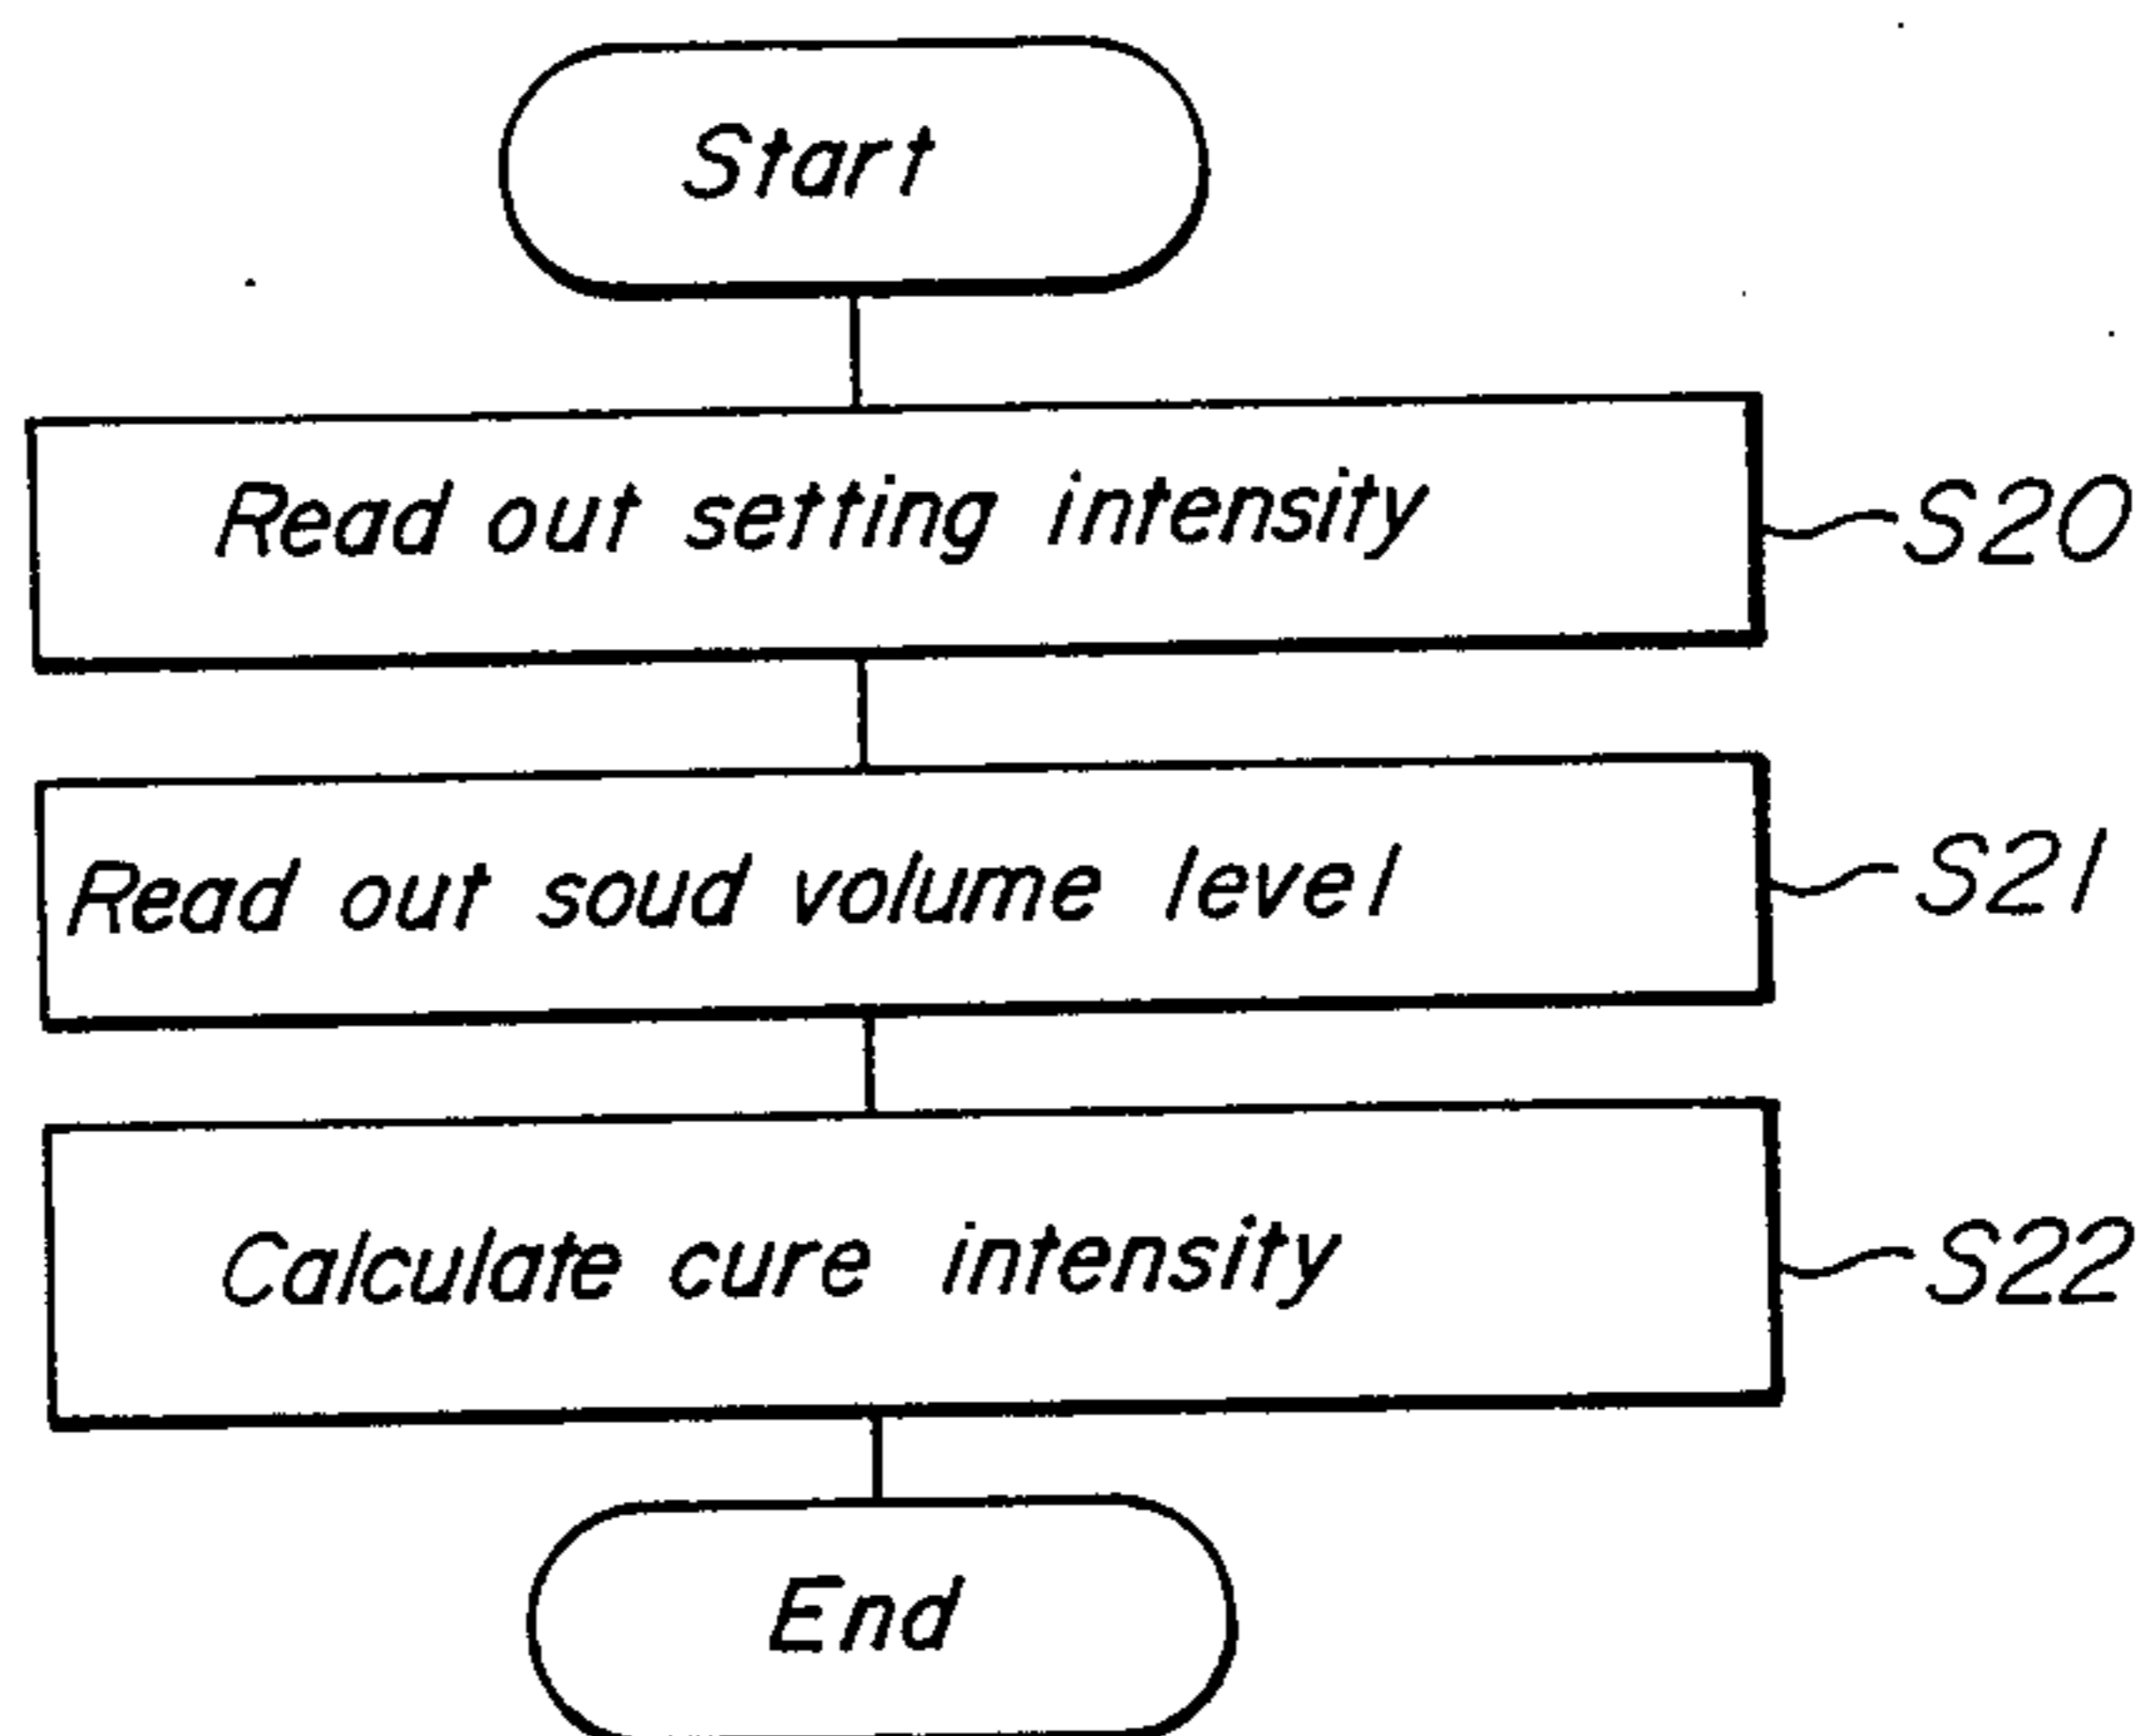 Start
Read out setting intensity
S20
Read out soud volume level
S21
Calculate cure intensity
S22
End